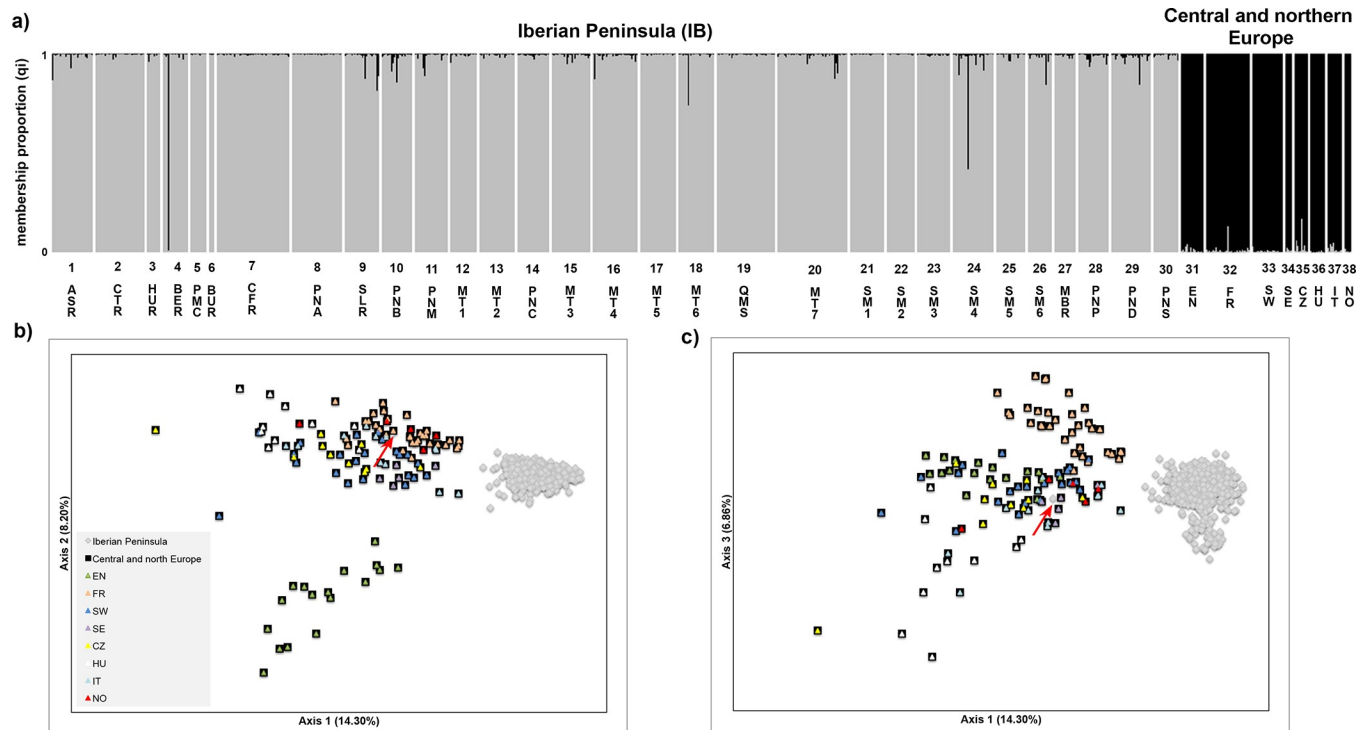 a)
Iberian Peninsula (IB)
Central and northern
Europe
membership proportion (qi)
1
0
1 2 3 4 5 6 7 8 9 10 11 12 13 14 15 16 17 18 19 20 21 22 23 24 25 26 27 28 29 30 31 32 33 34 35 36 37 38
ASR CTR HUR BER PMC BUR CFR PNA SLR PNB PNM MT1 MT2 PNC MT3 MT4 MT5 MT6 QMS MT7 SM1 SM2 SM3 SM4 SM5 SM6 MBR PNP PND PNS EN FR SW SE CZ HU IT NO
b)
Axis 2 (8.20%)
Iberian Peninsula
Central and north Europe
EN
FR
SW
SE
CZ
HU
IT
NO
Axis 1 (14.30%)
c)
Axis 3 (6.86%)
Axis 1 (14.30%)